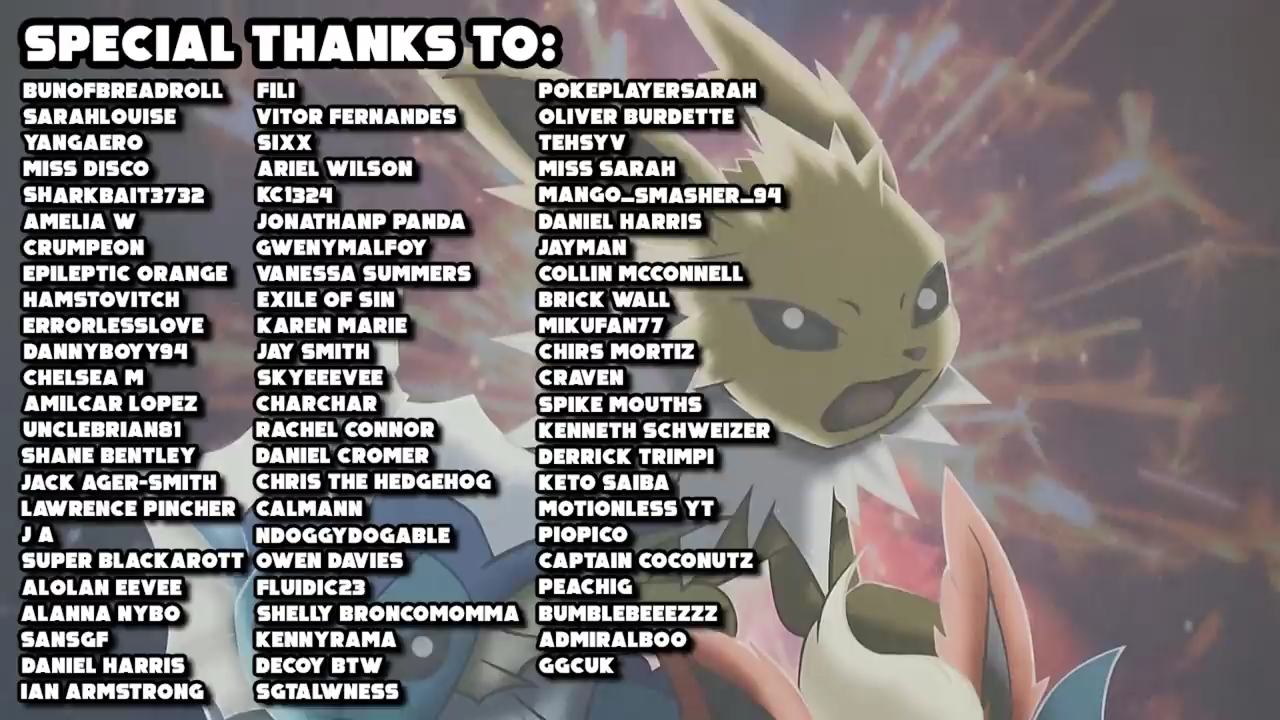 SPECIAL THANKS TO:
BUNOFBREADROLL
SARAHLOUISE
YANGAERO
MISS DISCO
SHARKBAIT3732
AMELIA W
CRUMPEON
EPILEPTIC ORANGE
HAMSTOVITCH
ERRORLESSLOVE
DANNYBOYY94
CHELSEA M
AMILCAR LOPEZ
UNCLEBRIAN81
SHANE BENTLEY
JACK AGER-SMITH
LAWRENCE PINCHER
J A
SUPER BLACKAROTT
ALOLAN EEVEE
ALANNA NYBO
SANSGF
DANIEL HARRIS
IAN ARMSTRONG
FILI
VITOR FERNANDES
SIXX
ARIEL WILSON
KC1324
JONATHANP PANDA
GWENYMALFOY
VANESSA SUMMERS
EXILE OF SIN
KAREN MARIE
JAY SMITH
SKYEEEVEE
CHARCHAR
RACHEL CONNOR
DANIEL CROMER
CHRIS THE HEDGEHOG
CALMANN
NDOGGYDOGABLE
OWEN DAVIES
FLUIDIC23
SHELLY BRONCOMOMMA
KENNYRAMA
DECOY BTW
SGTALWNESS
POKEPLAYERSARAH
OLIVER BURDETTE
TEHSYV
MISS SARAH
MANGO_SMASHER_94
DANIEL HARRIS
JAYMAN
COLLIN MCCONNELL
BRICK WALL
MIKUFAN77
CHIRS MORTIZ
CRAVEN
SPIKE MOUTHS
KENNETH SCHWEIZER
DERRICK TRIMPI
KETO SAIBA
MOTIONLESS YT
PIOPICO
CAPTAIN COCONUTZ
PEACHIG
BUMBLEBEEEZZZ
ADMIRALBOO
GGCUK